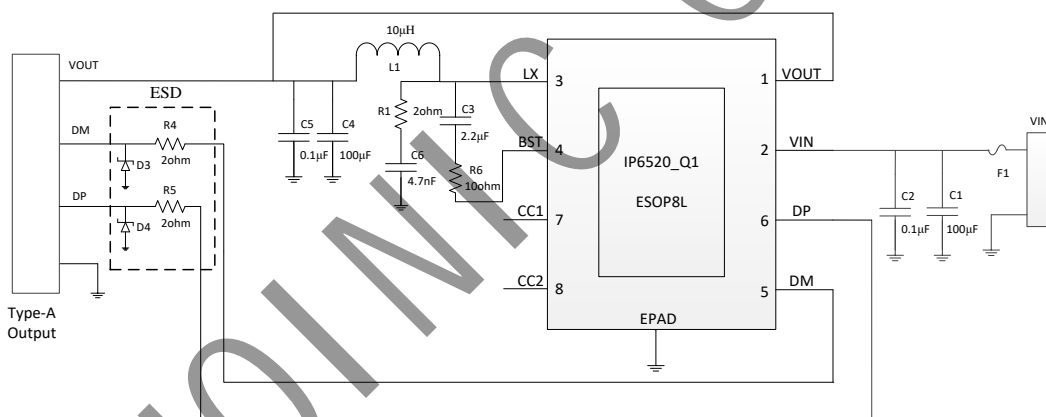 10μH
L1
VOUT
ESD
LX
3
1
VOUT
VIN
DM
R4
2ohm
D3
R1
2ohm
C3
2.2μF
C5
0.1μF
C4
100μF
C6
4.7nF
BST
4
R6
10ohm
IP6520_Q1
ESOP8L
2
VIN
F1
DP
R5
2ohm
D4
CC1
7
6
DP
C2
0.1μF
C1
100μF
CC2
8
5
DM
EPAD
Type-A
Output